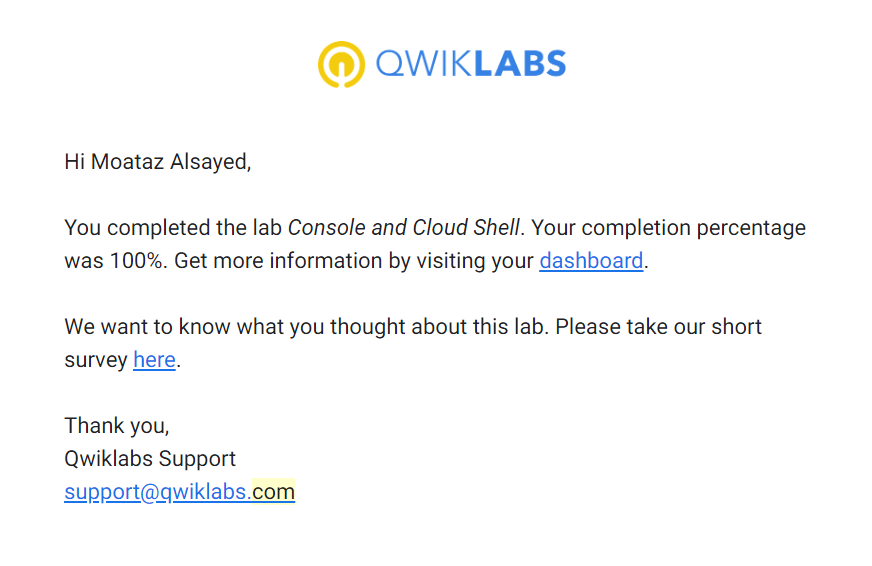 QWIKLABS
Hi Moataz Alsayed,
You completed the lab Console and Cloud Shell. Your completion percentage
was 100%. Get more information by visiting your dashboard.
We want to know what you thought about this lab. Please take our short
survey here.
Thank you,
Qwiklabs Support
support@qwiklabs.com